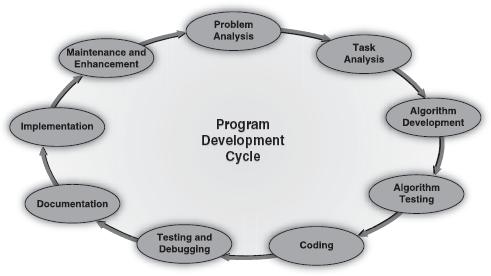 Problem
Analysis
Task
Analysis
Algorithm
Development
Algorithm
Testing
Coding
Testing and
Debugging
Documentation
Implementation
Maintenance and
Enhancement
Program
Development
Cycle